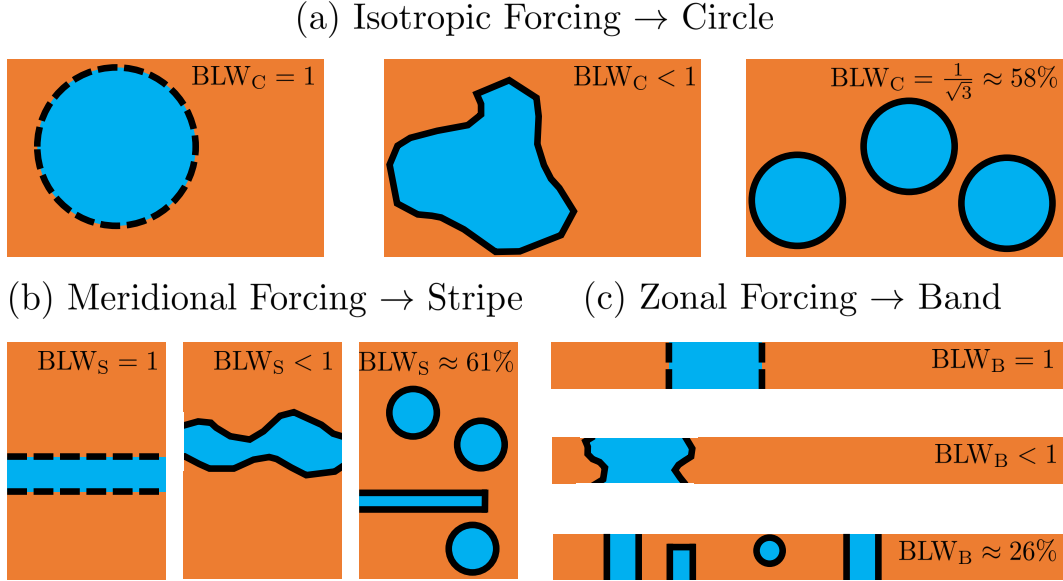 (a) Isotropic Forcing → Circle
BLW_C = 1
BLW_C < 1
BLW_C = 1/√3 ≈ 58%
(b) Meridional Forcing → Stripe
BLW_S = 1
BLW_S < 1
BLW_S ≈ 61%
(c) Zonal Forcing → Band
BLW_B = 1
BLW_B < 1
BLW_B ≈ 26%